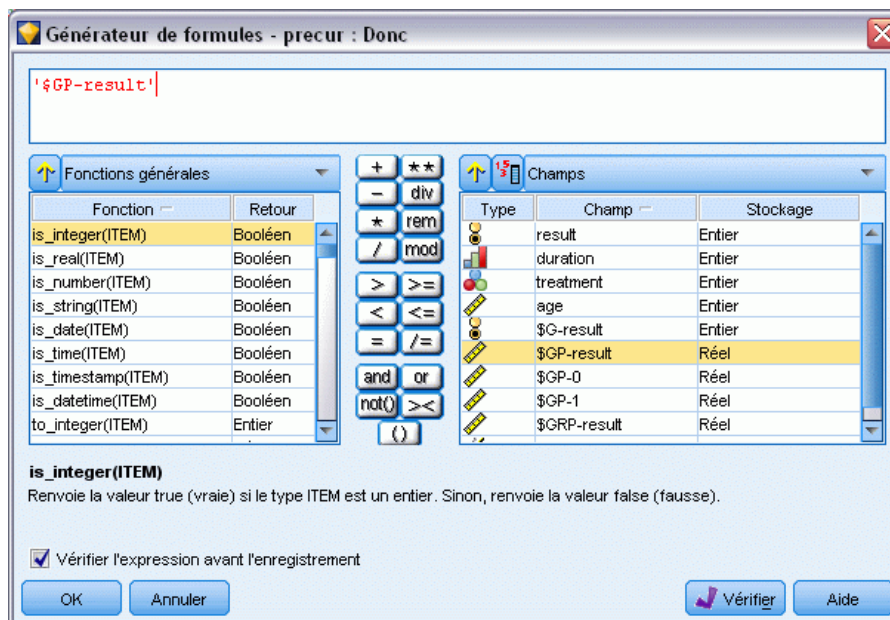 Générateur de formules - precur : Donc
'$GP-result'
Fonctions générales
Fonction Retour
is_integer(ITEM) Booléen
is_real(ITEM) Booléen
is_number(ITEM) Booléen
is_string(ITEM) Booléen
is_date(ITEM) Booléen
is_time(ITEM) Booléen
is_timestamp(ITEM) Booléen
is_datetime(ITEM) Booléen
to_integer(ITEM) Entier
+ **
- div
* rem
/ mod
> >=
< <=
= /=
and or
not() ><
()
Champs
Type Champ Stockage
result Entier
duration Entier
treatment Entier
age Entier
$G-result Entier
$GP-result Réel
$GP-0 Réel
$GP-1 Réel
$GRP-result Réel
is_integer(ITEM)
Renvoie la valeur true (vraie) si le type ITEM est un entier. Sinon, renvoie la valeur false (fausse).
Vérifier l'expression avant l'enregistrement
OK Annuler Vérifier Aide